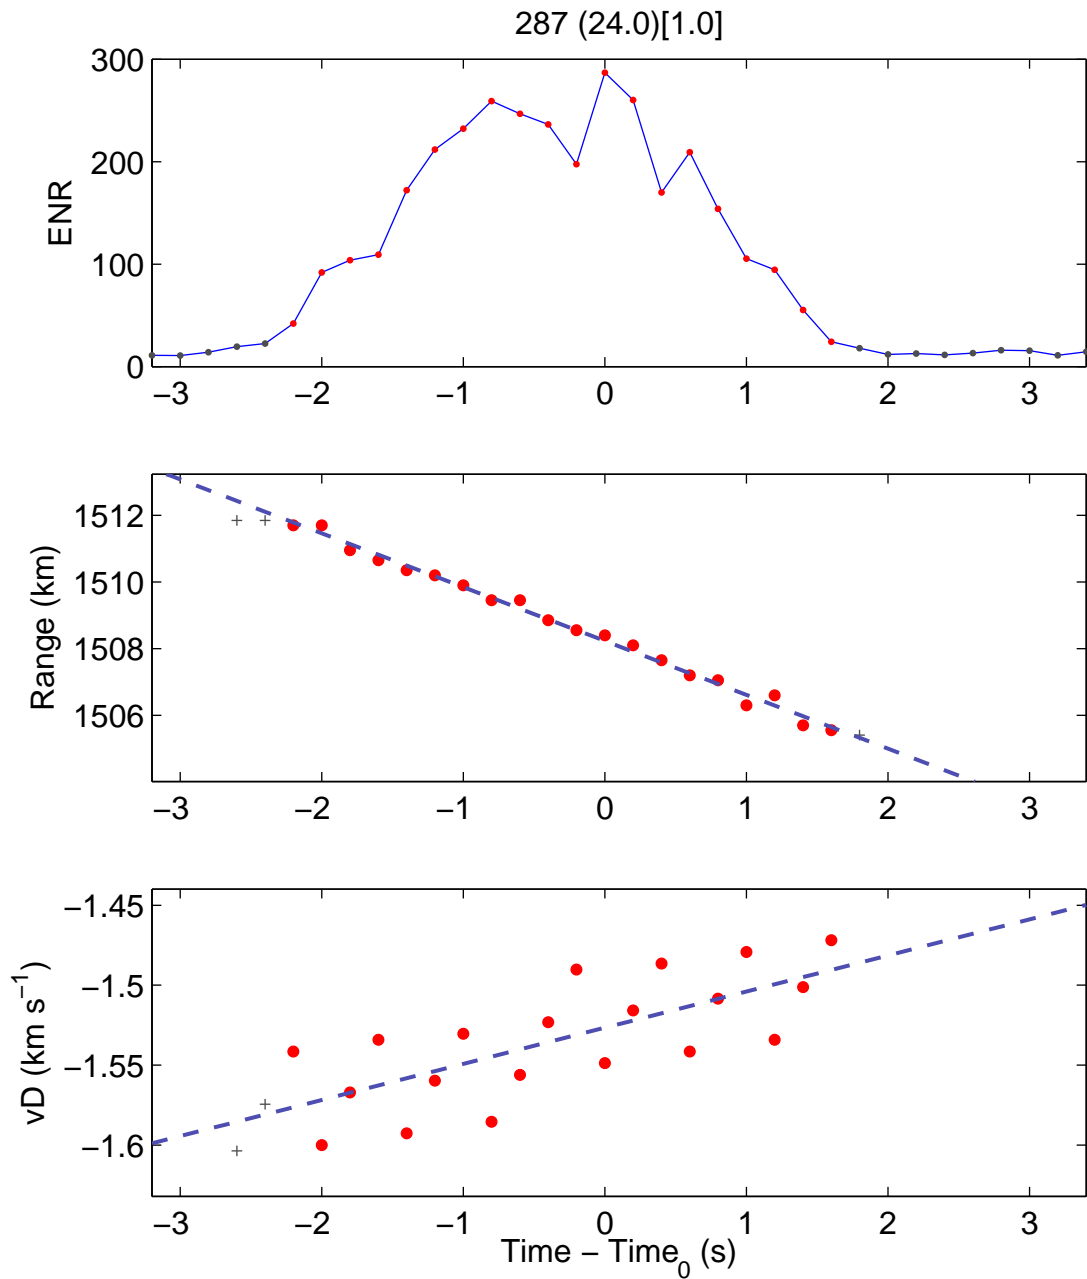 287 (24.0)[1.0]
300
200
100
0
ENR
−3 −2 −1 0 1 2 3
1512
1510
1508
1506
Range (km)
−3 −2 −1 0 1 2 3
−1.45
−1.5
−1.55
−1.6
vD (km s⁻¹)
−3 −2 −1 0 1 2 3
Time − Time₀ (s)